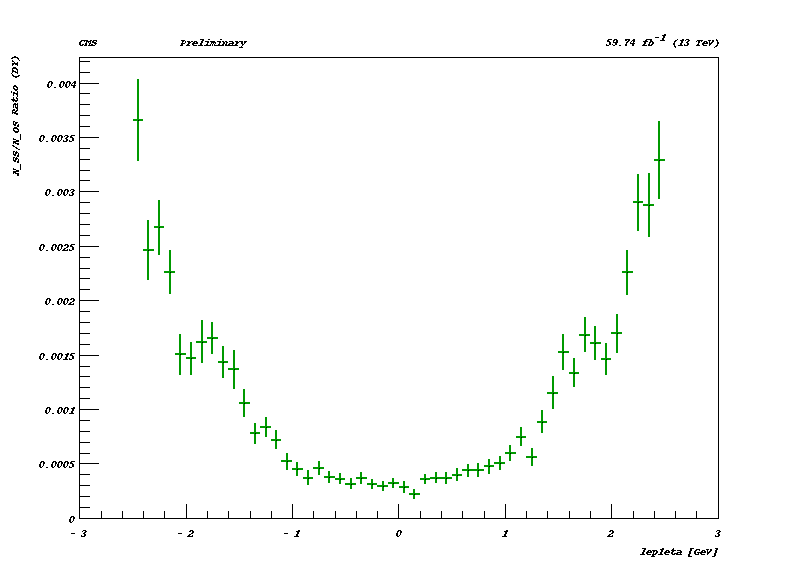 CMS Preliminary 59.74 fb⁻¹ (13 TeV)
N_SS/N_OS Ratio (DY)
0.004
0.0035
0.003
0.0025
0.002
0.0015
0.001
0.0005
0
-3 -2 -1 0 1 2 3
lepleta [GeV]